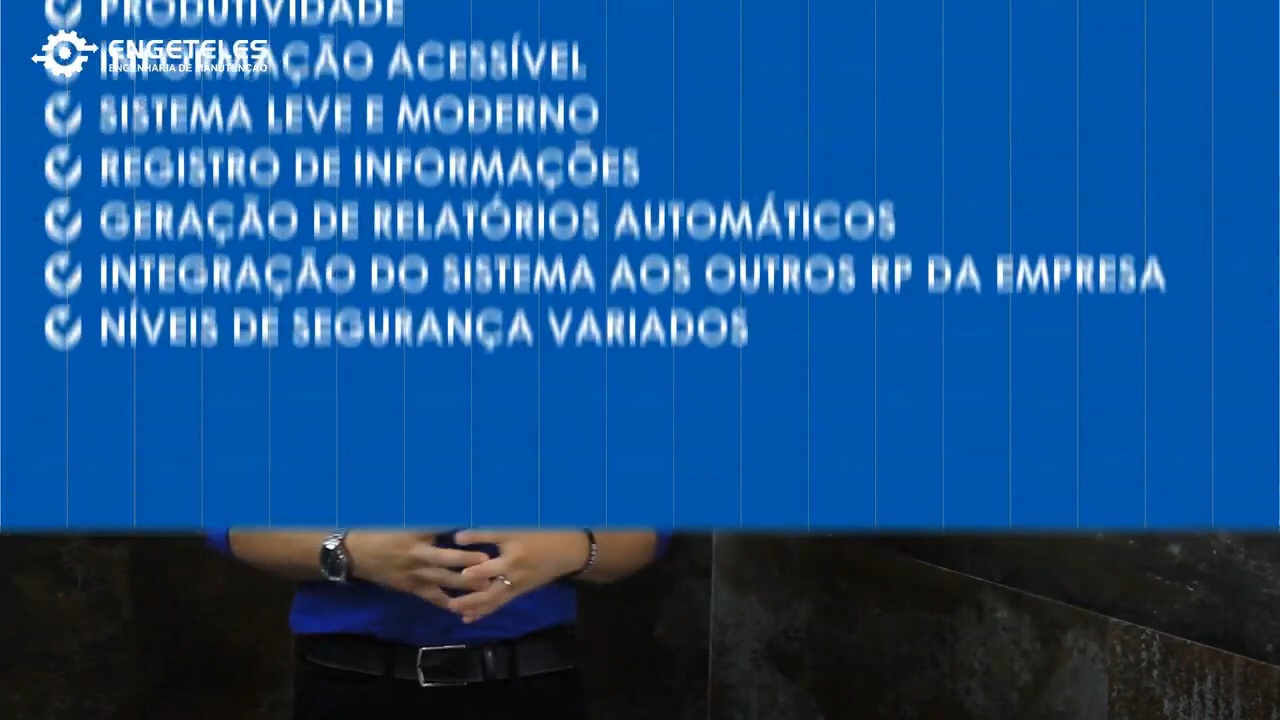 PRODUTIVIDADE
ENGETELES
ENGENHARIA DE MANUTENÇÃO
INFORMAÇÃO ACESSÍVEL
SISTEMA LEVE E MODERNO
REGISTRO DE INFORMAÇÕES
GERAÇÃO DE RELATÓRIOS AUTOMÁTICOS
INTEGRAÇÃO DO SISTEMA AOS OUTROS RP DA EMPRESA
NÍVEIS DE SEGURANÇA VARIADOS